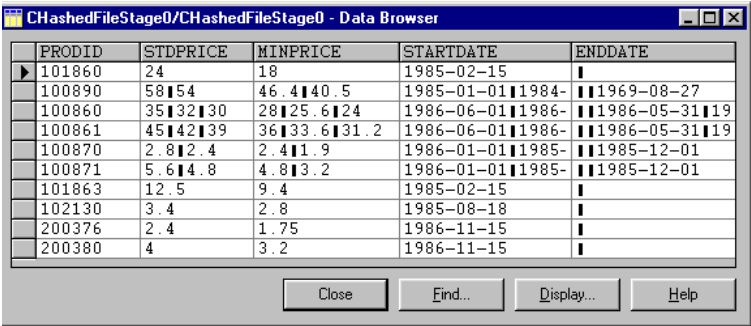 CHashedFileStage0/CHashedFileStage0 - Data Browser
PRODID STDPRICE MINPRICE STARTDATE ENDDATE
101860 24 18 1985-02-15 ▮
100890 58▮54 46.4▮40.5 1985-01-01▮1984- ▮▮1969-08-27
100860 35▮32▮30 28▮25.6▮24 1986-06-01▮1986- ▮▮1986-05-31▮19
100861 45▮42▮39 36▮33.6▮31.2 1986-06-01▮1986- ▮▮1986-05-31▮19
100870 2.8▮2.4 2.4▮1.9 1986-01-01▮1985- ▮▮1985-12-01
100871 5.6▮4.8 4.8▮3.2 1986-01-01▮1985- ▮▮1985-12-01
101863 12.5 9.4 1985-02-15 ▮
102130 3.4 2.8 1985-08-18 ▮
200376 2.4 1.75 1986-11-15 ▮
200380 4 3.2 1986-11-15 ▮
Close Find... Display... Help